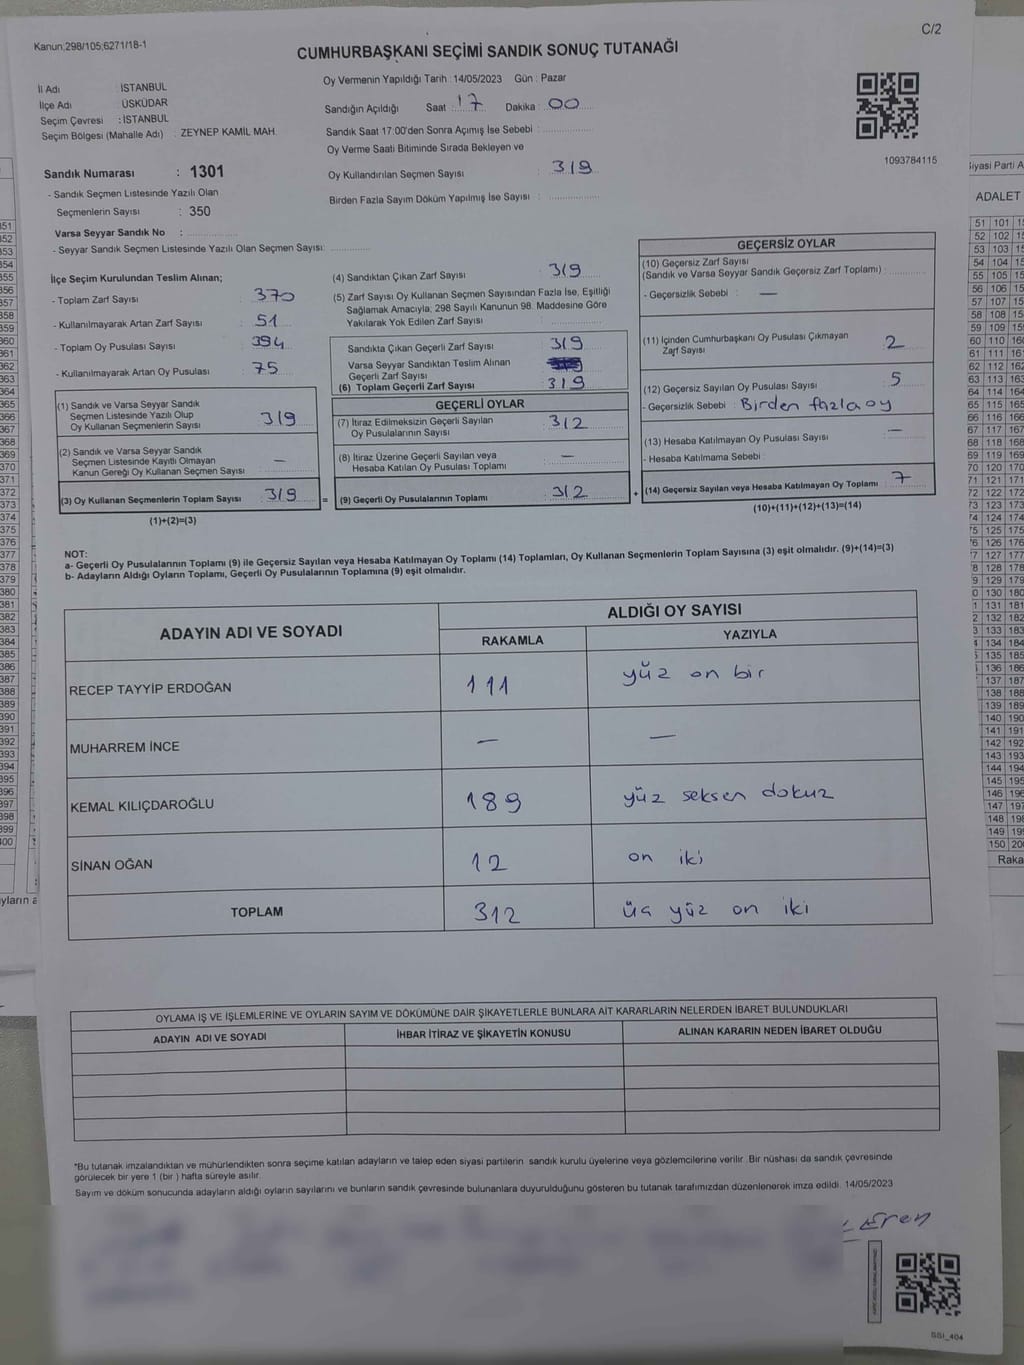 Kanun;298/105;6271/18-1
C/2
CUMHURBAŞKANI SEÇİMİ SANDIK SONUÇ TUTANAĞI
İl Adı : İSTANBUL
İlçe Adı : ÜSKÜDAR
Seçim Çevresi : İSTANBUL
Seçim Bölgesi (Mahalle Adı) : ZEYNEP KAMİL MAH.
Oy Vermenin Yapıldığı Tarih : 14/05/2023 Gün : Pazar
Sandığın Açıldığı Saat : 17 Dakika : 00
Sandık Saat 17:00'den Sonra Açımış İse Sebebi :
Oy Verme Saati Bitiminde Sırada Bekleyen ve
Oy Kullandırılan Seçmen Sayısı : 319
Birden Fazla Sayım Döküm Yapılmış İse Sayısı :
1093784115
Sandık Numarası : 1301
- Sandık Seçmen Listesinde Yazılı Olan
Seçmenlerin Sayısı : 350
Varsa Seyyar Sandık No :
- Seyyar Sandık Seçmen Listesinde Yazılı Olan Seçmen Sayısı:
İlçe Seçim Kurulundan Teslim Alınan;
- Toplam Zarf Sayısı 370
- Kullanılmayarak Artan Zarf Sayısı : 51
- Toplam Oy Pusulası Sayısı : 394
- Kullanılmayarak Artan Oy Pusulası : 75
(1) Sandık ve Varsa Seyyar Sandık
Seçmen Listesinde Yazılı Olup
Oy Kullanan Seçmenlerin Sayısı : 319
(2) Sandık ve Varsa Seyyar Sandık
Seçmen Listesinde Kayıtlı Olmayan
Kanun Gereği Oy Kullanan Seçmen Sayısı : —
(3) Oy Kullanan Seçmenlerin Toplam Sayısı : 319
(1)+(2)=(3)
(4) Sandıktan Çıkan Zarf Sayısı : 319
(5) Zarf Sayısı Oy Kullanan Seçmen Sayısından Fazla İse, Eşitliği
Sağlamak Amacıyla; 298 Sayılı Kanunun 98. Maddesine Göre
Yakılarak Yok Edilen Zarf Sayısı :
Sandıkta Çıkan Geçerli Zarf Sayısı : 319
Varsa Seyyar Sandıktan Teslim Alınan
Geçerli Zarf Sayısı :
(6) Toplam Geçerli Zarf Sayısı : 319
GEÇERLİ OYLAR
(7) İtiraz Edilmeksizin Geçerli Sayılan
Oy Pusulalarının Sayısı : 312
(8) İtiraz Üzerine Geçerli Sayılan veya
Hesaba Katılan Oy Pusulası Toplamı : —
= (9) Geçerli Oy Pusulalarının Toplamı : 312 +
GEÇERSİZ OYLAR
(10) Geçersiz Zarf Sayısı
(Sandık ve Varsa Seyyar Sandık Geçersiz Zarf Toplamı) :
- Geçersizlik Sebebi : —
(11) İçinden Cumhurbaşkanı Oy Pusulası Çıkmayan
Zarf Sayısı : 2
(12) Geçersiz Sayılan Oy Pusulası Sayısı : 5
- Geçersizlik Sebebi : Birden fazla oy
(13) Hesaba Katılmayan Oy Pusulası Sayısı : —
- Hesaba Katılmama Sebebi :
(14) Geçersiz Sayılan veya Hesaba Katılmayan Oy Toplamı : 7
(10)+(11)+(12)+(13)=(14)
NOT:
a- Geçerli Oy Pusulalarının Toplamı (9) ile Geçersiz Sayılan veya Hesaba Katılmayan Oy Toplamı (14) Toplamları, Oy Kullanan Seçmenlerin Toplam Sayısına (3) eşit olmalıdır. (9)+(14)=(3)
b- Adayların Aldığı Oyların Toplamı, Geçerli Oy Pusulalarının Toplamına (9) eşit olmalıdır.
ADAYIN ADI VE SOYADI
ALDIĞI OY SAYISI
RAKAMLA YAZIYLA
RECEP TAYYİP ERDOĞAN 111 yüz on bir
MUHARREM İNCE — —
KEMAL KILIÇDAROĞLU 189 yüz seksen dokuz
SİNAN OĞAN 12 on iki
TOPLAM 312 üç yüz on iki
OYLAMA İŞ VE İŞLEMLERİNE VE OYLARIN SAYIM VE DÖKÜMÜNE DAİR ŞİKAYETLERLE BUNLARA AİT KARARLARIN NELERDEN İBARET BULUNDUKLARI
ADAYIN ADI VE SOYADI İHBAR İTİRAZ VE ŞİKAYETİN KONUSU ALINAN KARARIN NEDEN İBARET OLDUĞU
*Bu tutanak imzalandıktan ve mühürlendikten sonra seçime katılan adayların ve talep eden siyasi partilerin sandık kurulu üyelerine veya gözlemcilerine verilir. Bir nüshası da sandık çevresinde
görülecek bir yere 1 (bir ) hafta süreyle asılır.
Sayım ve döküm sonucunda adayların aldığı oyların sayılarını ve bunların sandık çevresinde bulunanlara duyurulduğunu gösteren bu tutanak tarafımızdan düzenlenerek imza edildi. 14/05/2023
Eren
SSI_404